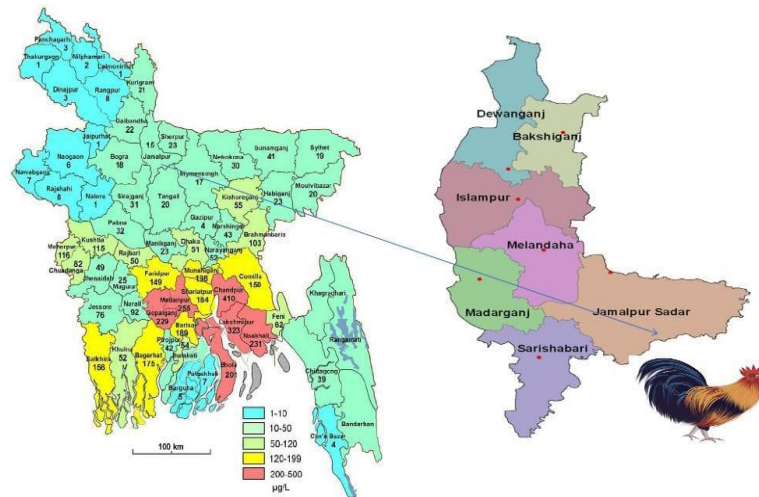 Panchagarh
3
Thakurgaon
1
Nilphamari
2
Lalmonirhat
1
Dinajpur
3
Rangpur
8
Kurigram
21
Gaibandha
22
Jaipurhat
Naogaon
6
Bogra
18
15
Jamalpur
Sherpur
23
Netrokona
30
Sunamganj
41
Sylhet
19
Nawabganj
7
Rajshahi
8
Natore
Mymensingh
17
Kishoreganj
55
Habiganj
23
Moulvibazar
20
Sirajganj
31
Tangail
20
Pabna
32
Gazipur
4
Narshingdi
43
Brahmanbaria
103
Meherpur
116
Kushtia
115
Chuadanga
82
Rajbari
50
Manikganj
23
Dhaka
51
Narayanganj
52
Jhenaidah
49
Magura
25
Faridpur
149
Munshiganj
198
Comilla
150
Shariatpur
184
Chandpur
410
Madaripur
255
Gopalganj
229
Jessore
76
Narail
92
Barisal
189
Lakshmipur
323
Noakhali
231
Feni
62
Khagrachari
Rangamati
Satkhira
156
Khulna
52
Bagerhat
175
Pirojpur
42
54
Jhalakati
Patuakhali
7
Barguna
5
Bhola
201
Chittagong
39
Bandarban
Cox's Bazar
4
100 km
1-10
10-50
50-120
120-199
200-500
µg/L
Dewanganj
Bakshiganj
Islampur
Melandaha
Madarganj
Jamalpur Sadar
Sarishabari